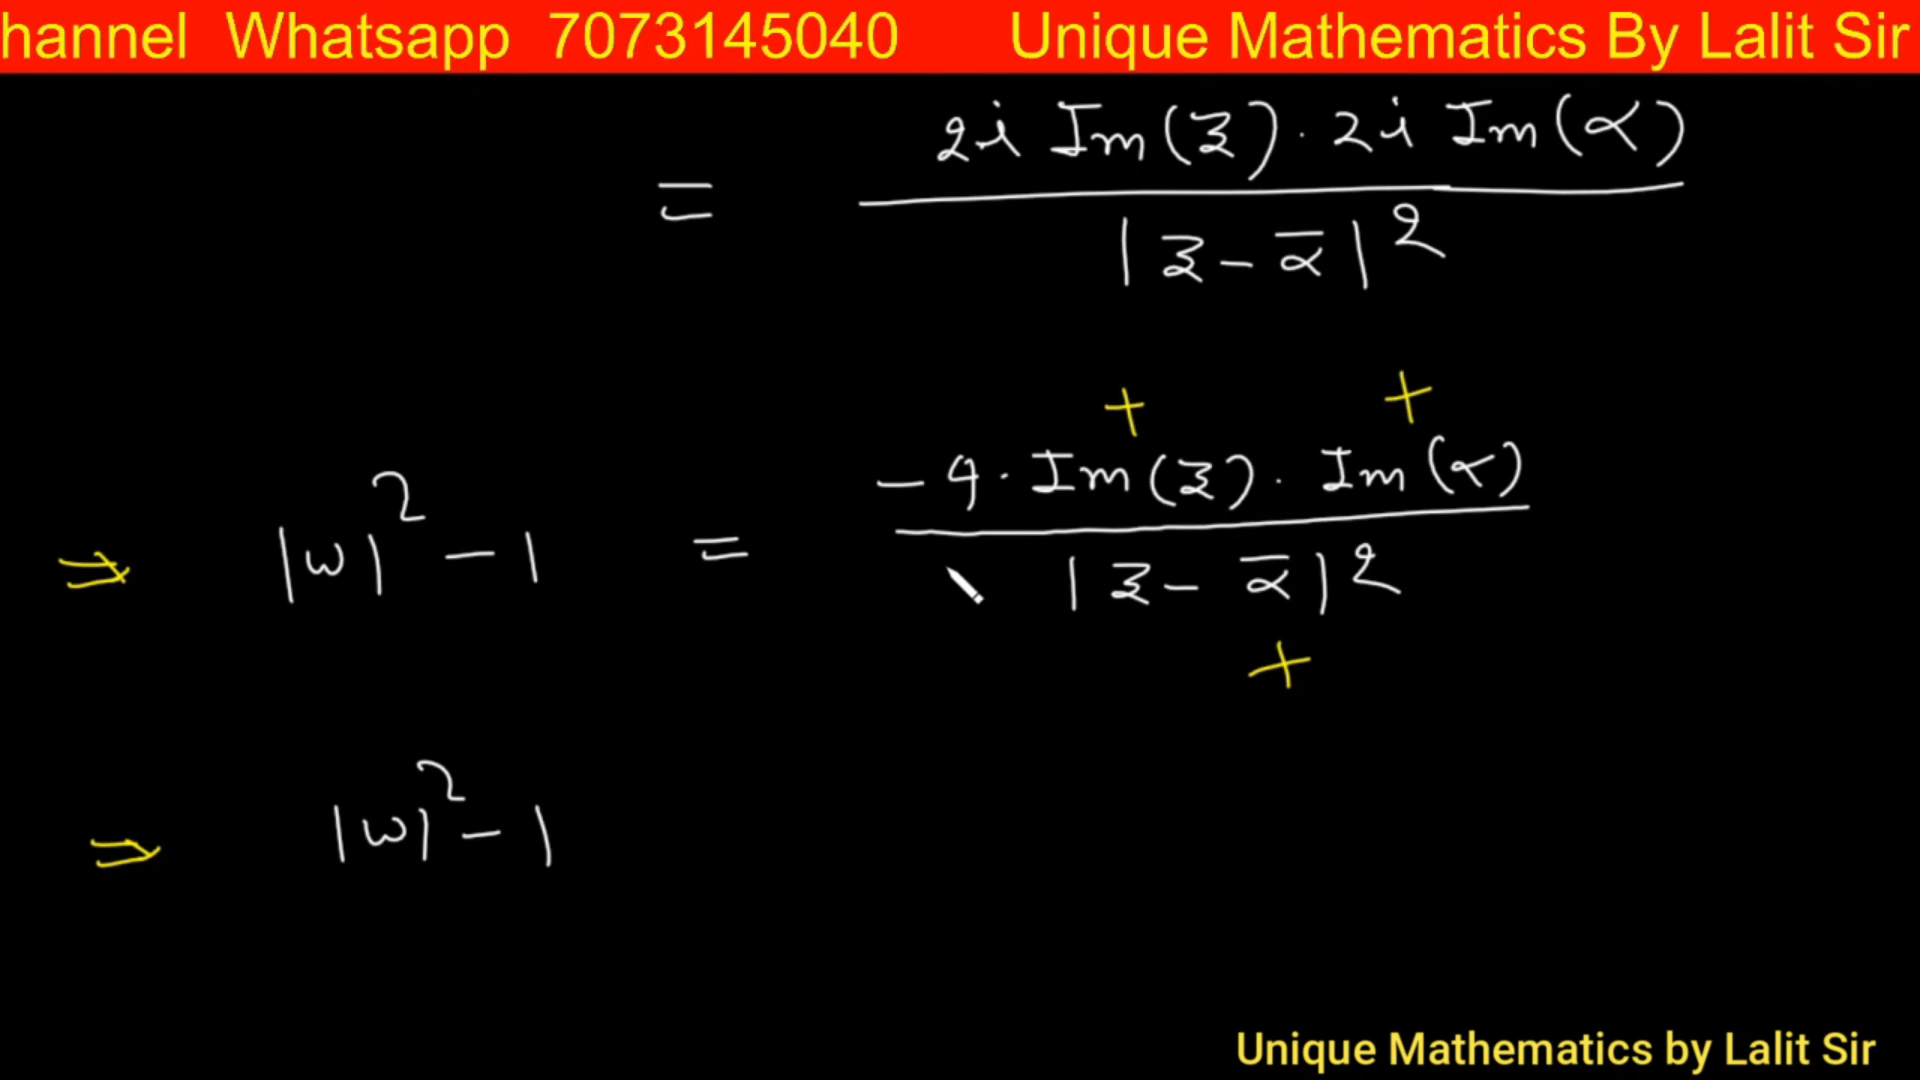 hannel Whatsapp 7073145040 Unique Mathematics By Lalit Sir
= 2i Im(z) · 2i Im(α) / |z - ᾱ|²
+ +
⇒ |w|² - 1 = -4 · Im(z) · Im(α) / |z - ᾱ|²
+
⇒ |w|² - 1
Unique Mathematics by Lalit Sir